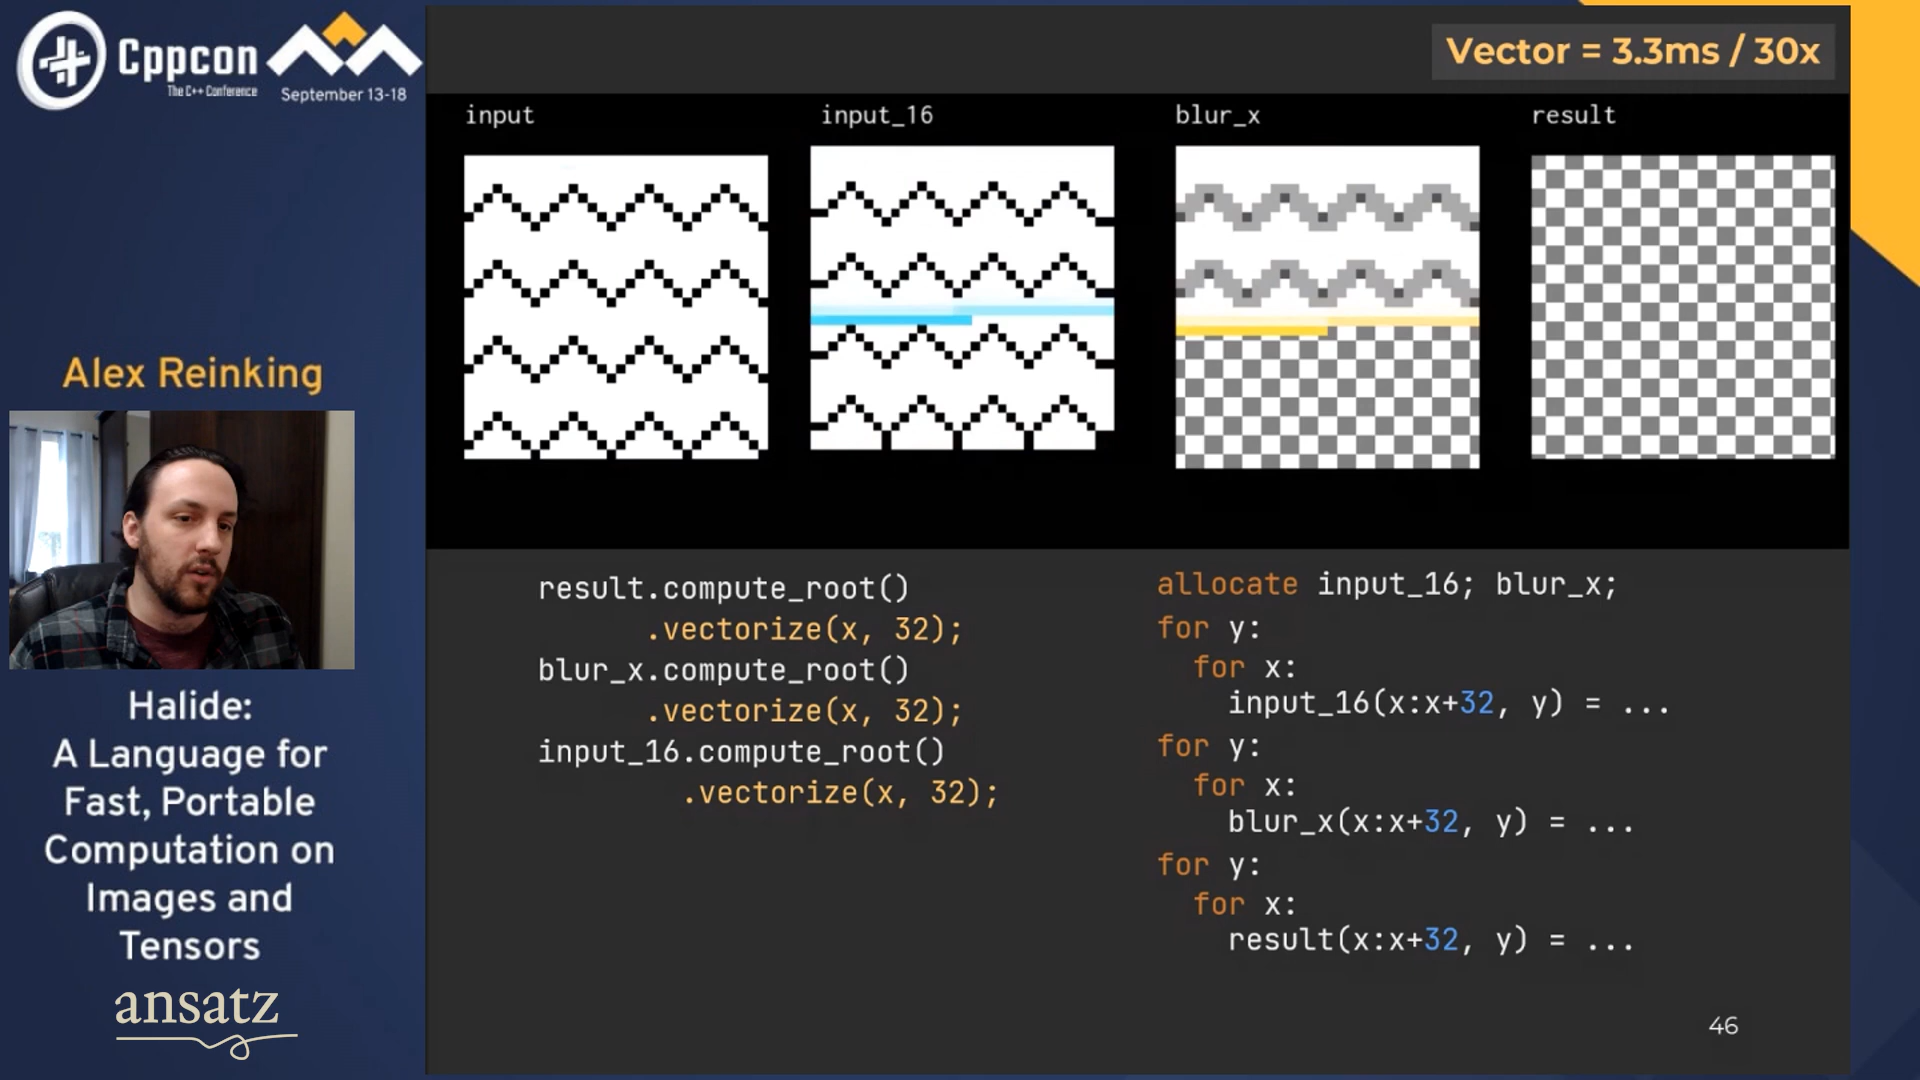 Cppcon
The C++ Conference
September 13-18
Vector = 3.3ms / 30x
input
input_16
blur_x
result
Alex Reinking
Halide:
A Language for
Fast, Portable
Computation on
Images and
Tensors
ansatz
result.compute_root()
.vectorize(x, 32);
blur_x.compute_root()
.vectorize(x, 32);
input_16.compute_root()
.vectorize(x, 32);
allocate input_16; blur_x;
for y:
for x:
input_16(x:x+32, y) = ...
for y:
for x:
blur_x(x:x+32, y) = ...
for y:
for x:
result(x:x+32, y) = ...
46